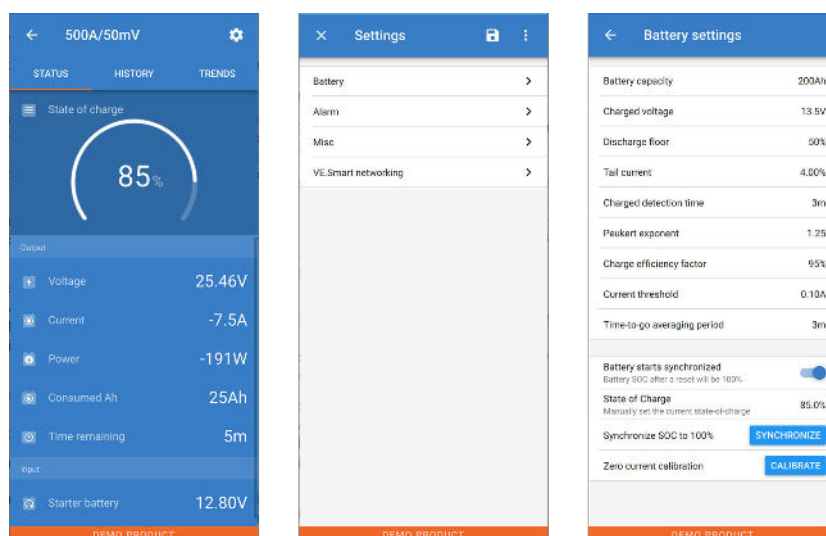 500A/50mV
STATUS HISTORY TRENDS
State of charge
85%
Output
Voltage 25.46V
Current -7.5A
Power -191W
Consumed Ah 25Ah
Time remaining 5m
Input
Starter battery 12.80V
DEMO PRODUCT
Settings
Battery
Alarm
Misc
VE.Smart networking
DEMO PRODUCT
Battery settings
Battery capacity 200Ah
Charged voltage 13.5V
Discharge floor 50%
Tail current 4.00%
Charged detection time 3m
Peukert exponent 1.25
Charge efficiency factor 95%
Current threshold 0.10A
Time-to-go averaging period 3m
Battery starts synchronized
Battery SOC after a reset will be 100%
State of Charge 85.0%
Manually set the current state-of-charge
Synchronize SOC to 100% SYNCHRONIZE
Zero current calibration CALIBRATE
DEMO PRODUCT